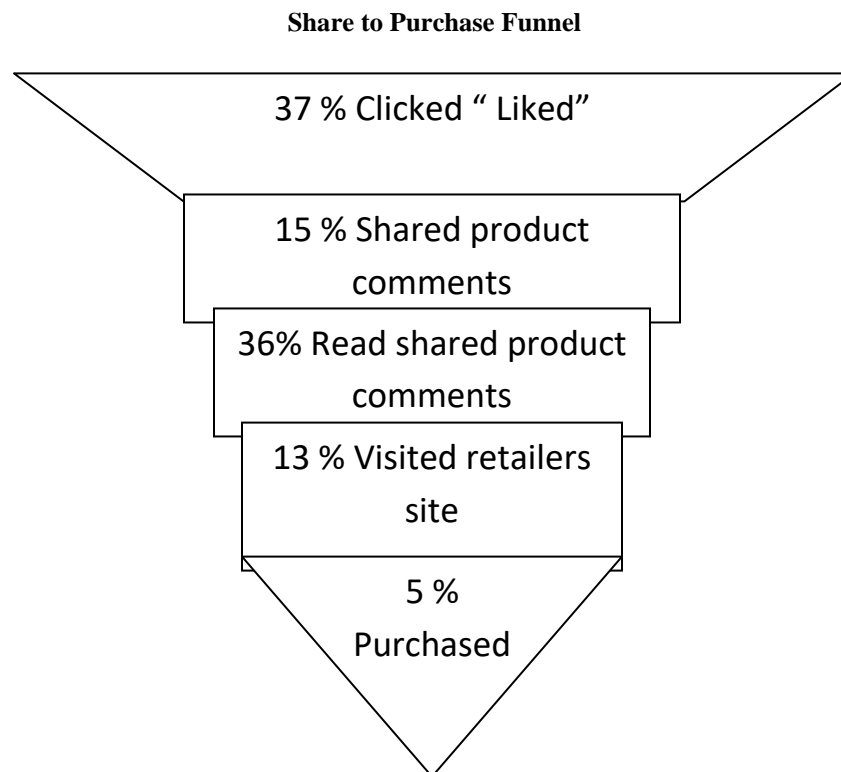 Share to Purchase Funnel
37 % Clicked “ Liked”
15 % Shared product
comments
36% Read shared product
comments
13 % Visited retailers
site
5 %
Purchased